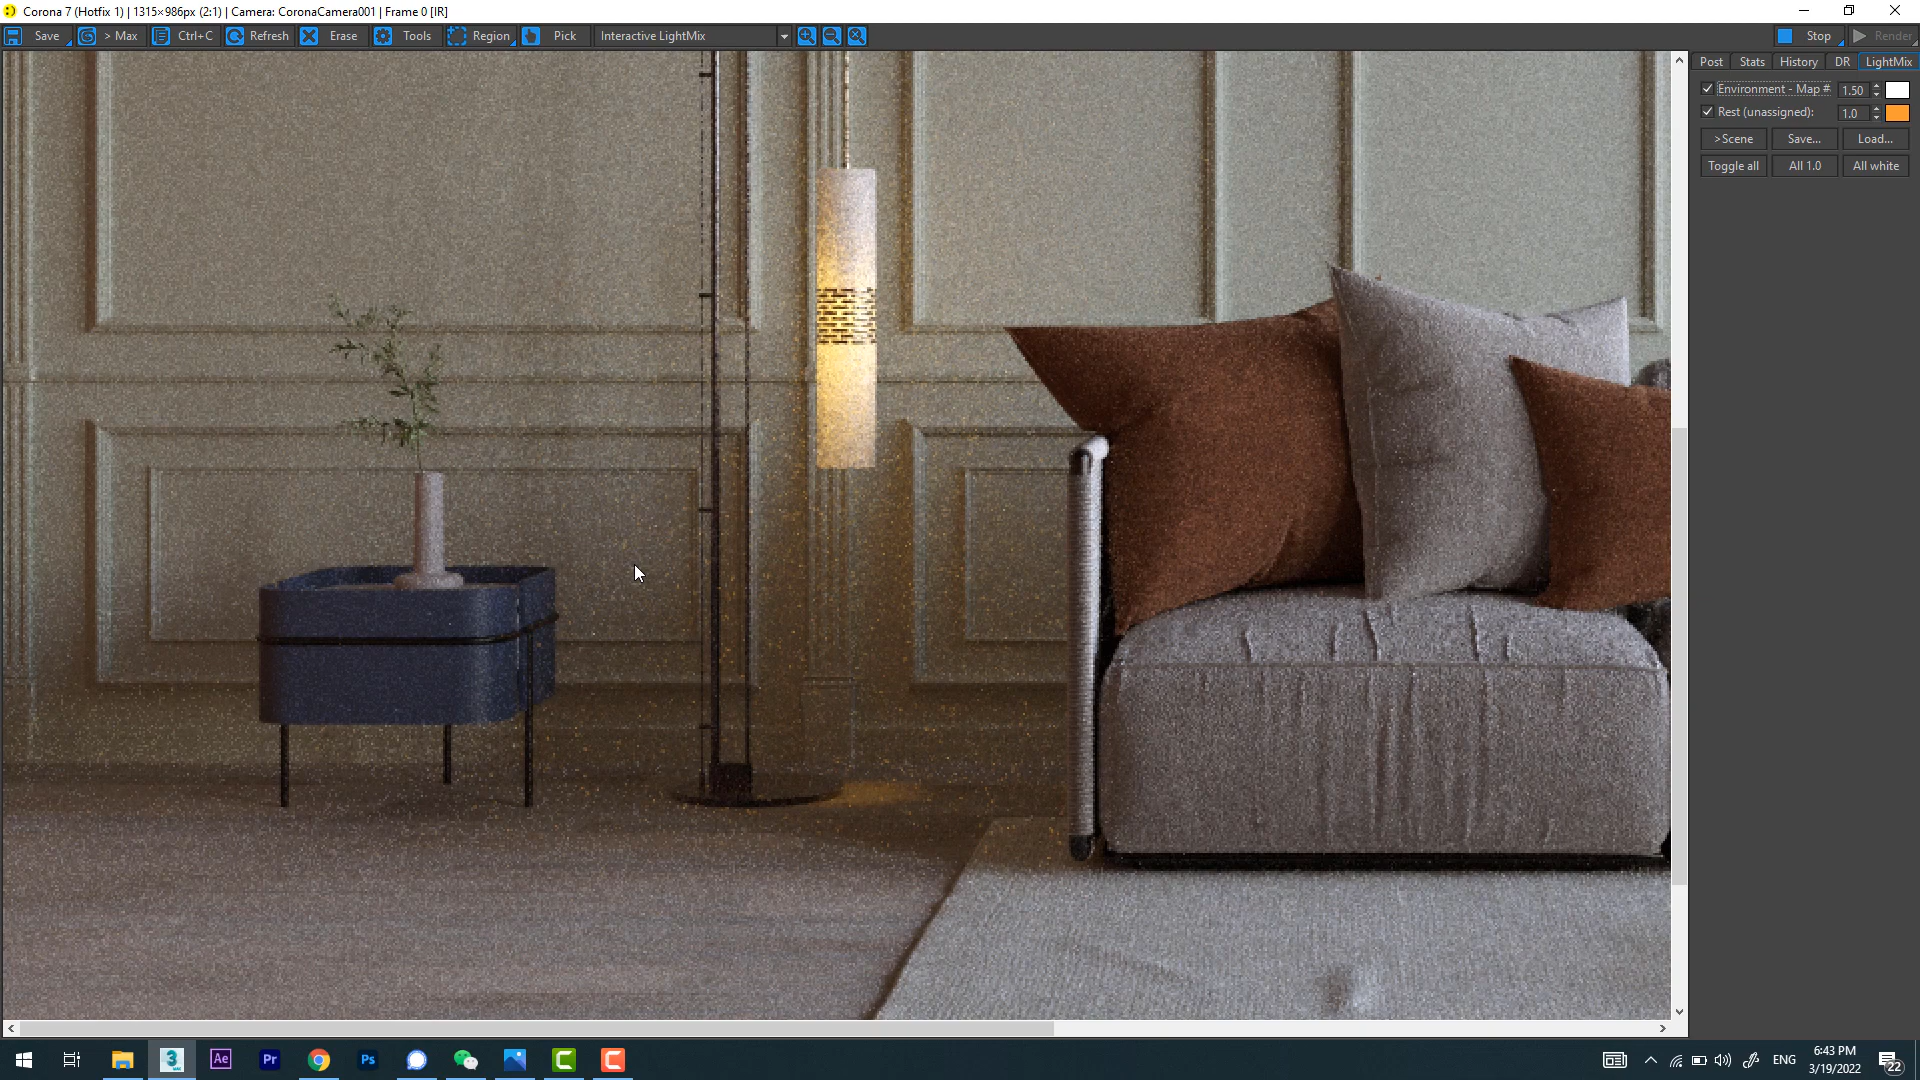 Corona 7 (Hotfix 1) | 1315×986px (2:1) | Camera: CoronaCamera001 | Frame 0 [IR]
Save > Max Ctrl+C Refresh Erase Tools Region Pick Interactive LightMix Stop Render
Post Stats History DR LightMix
Environment - Map # 1.50
Rest (unassigned): 1.0
>Scene Save... Load...
Toggle all All 1.0 All white
3 MAX Ae Pr Ps ENG 6:43 PM
3/19/2022 22